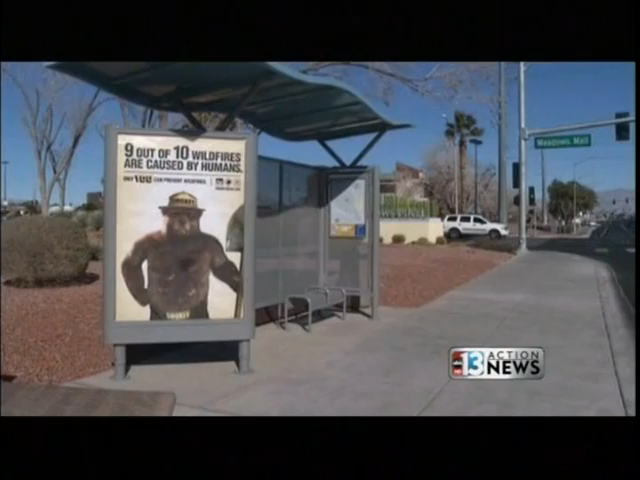 9 OUT OF 10 WILDFIRES
ARE CAUSED BY HUMANS.
ONLY YOU CAN PREVENT WILDFIRES.
SMOKEY
Meadows Mall
13 ACTION
NEWS